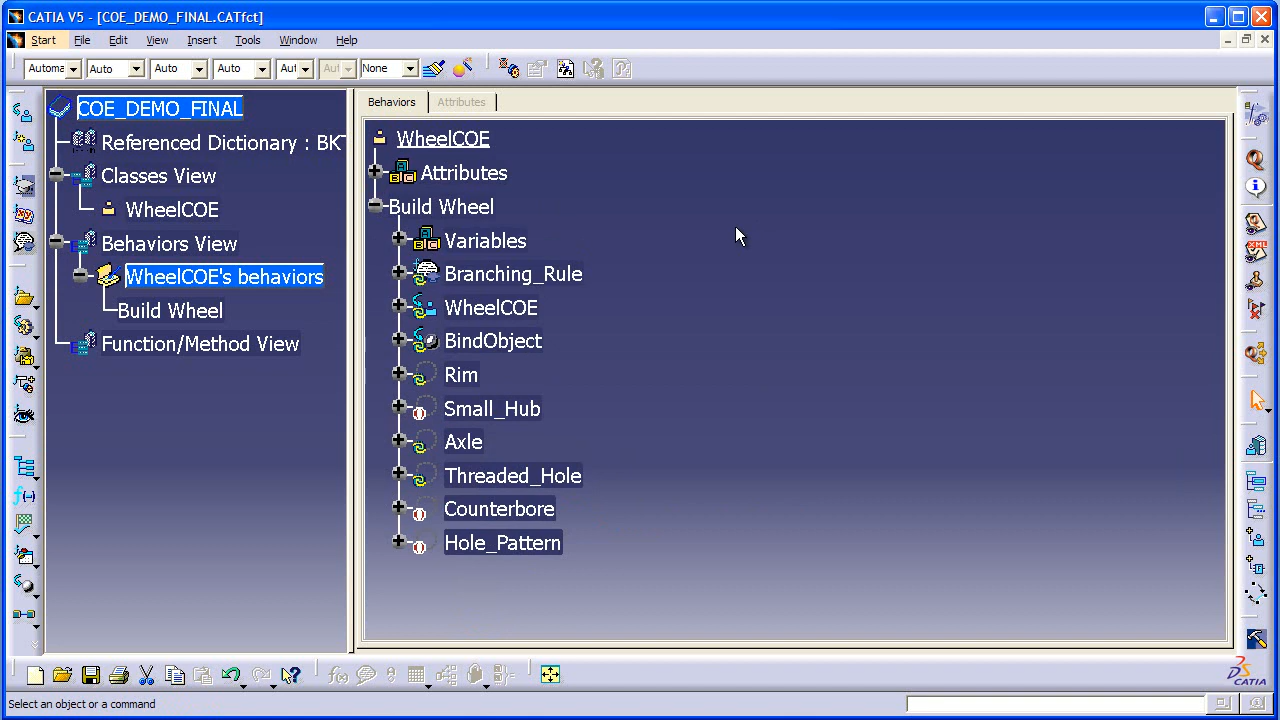 CATIA V5 - [COE_DEMO_FINAL.CATfct]
Start File Edit View Insert Tools Window Help
Automa Auto Auto Auto Aut Aut None
Behaviors Attributes
COE_DEMO_FINAL
Referenced Dictionary : BK
Classes View
WheelCOE
Behaviors View
WheelCOE's behaviors
Build Wheel
Function/Method View
WheelCOE
Attributes
Build Wheel
Variables
Branching_Rule
WheelCOE
BindObject
Rim
Small_Hub
Axle
Threaded_Hole
Counterbore
Hole_Pattern
CATIA
Select an object or a command